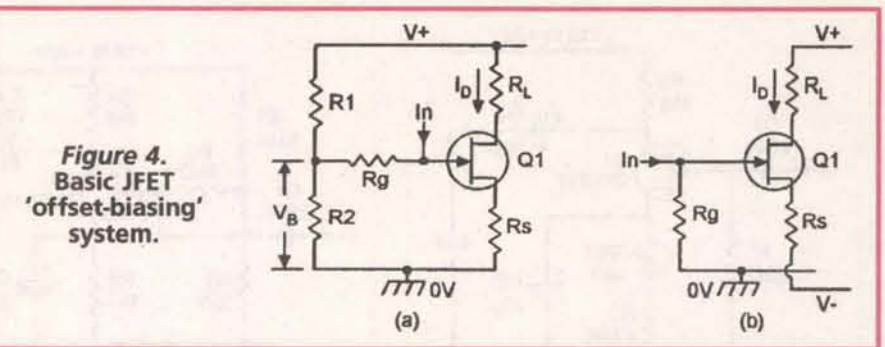 Figure 4.
Basic JFET
'offset-biasing'
system.
V+
R1
In
I_D
R_L
Q1
Rg
V_B
R2
Rs
0V
(a)
V+
I_D
R_L
In
Q1
Rg
Rs
0V
V-
(b)